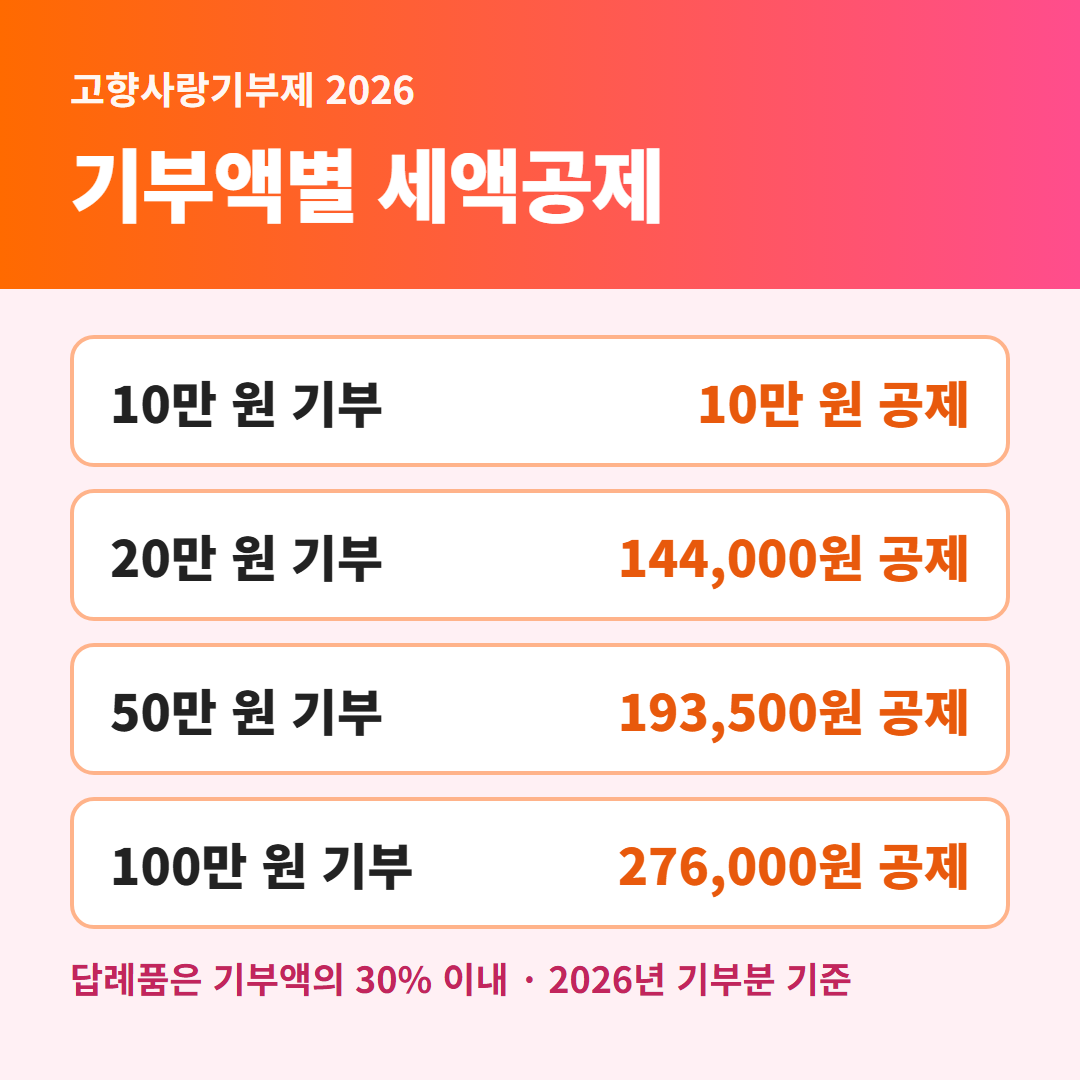 고향사랑기부제 2026
기부액별 세액공제
10만 원 기부 10만 원 공제
20만 원 기부 144,000원 공제
50만 원 기부 193,500원 공제
100만 원 기부 276,000원 공제
답례품은 기부액의 30% 이내 · 2026년 기부분 기준